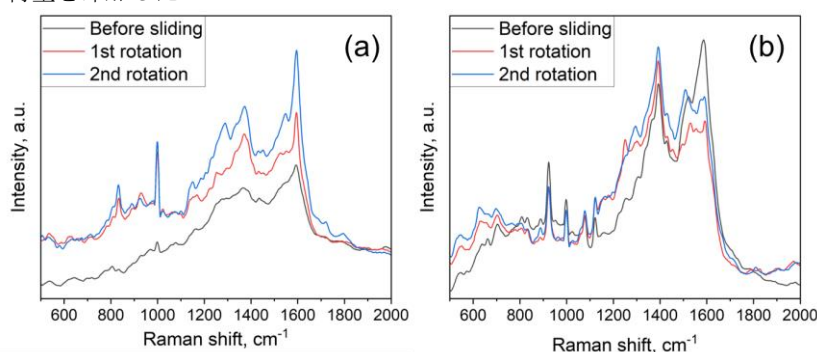 Before sliding
1st rotation
2nd rotation
(a)
Intensity, a.u.
600 800 1000 1200 1400 1600 1800 2000
Raman shift, cm⁻¹
Before sliding
1st rotation
2nd rotation
(b)
Intensity, a.u.
600 800 1000 1200 1400 1600 1800 2000
Raman shift, cm⁻¹